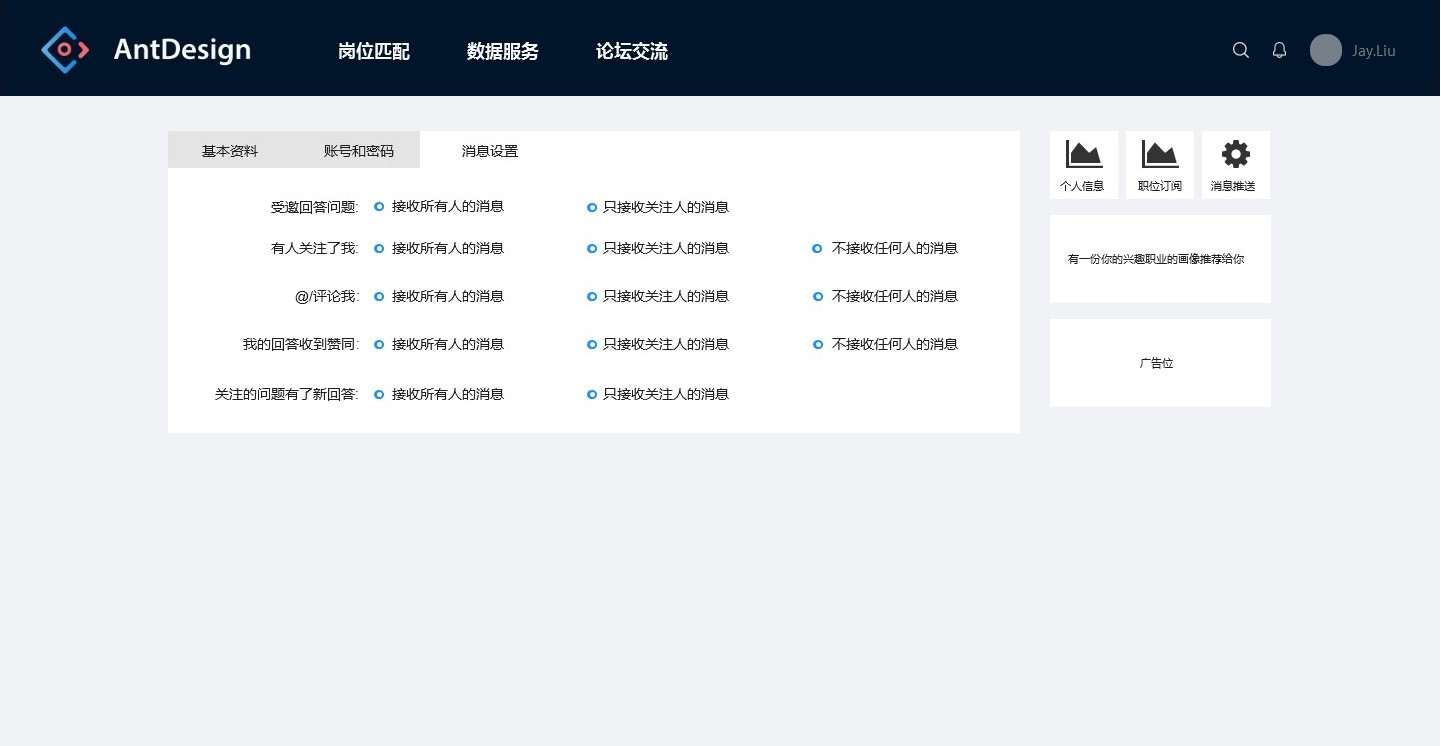 AntDesign 岗位匹配 数据服务 论坛交流 Jay.Liu
基本资料 账号和密码 消息设置
受邀回答问题: 接收所有人的消息 只接收关注人的消息
有人关注了我: 接收所有人的消息 只接收关注人的消息 不接收任何人的消息
@/评论我: 接收所有人的消息 只接收关注人的消息 不接收任何人的消息
我的回答收到赞同: 接收所有人的消息 只接收关注人的消息 不接收任何人的消息
关注的问题有了新回答: 接收所有人的消息 只接收关注人的消息
个人信息 职位订阅 消息推送
有一份你的兴趣职业的画像推荐给你
广告位